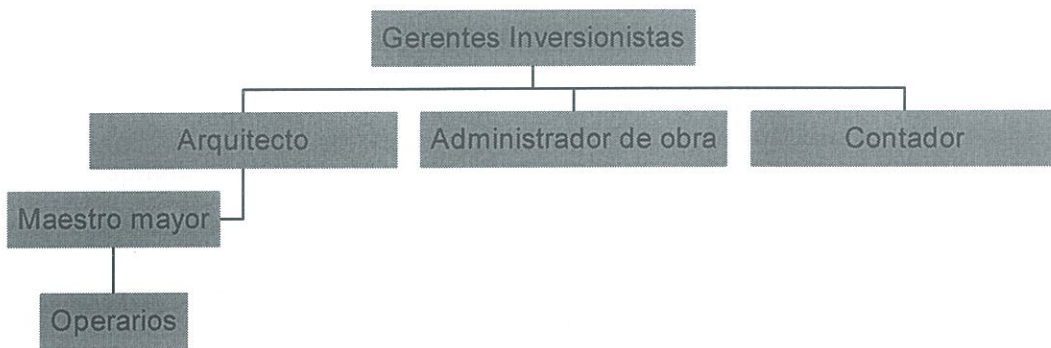 Gerentes Inversionistas
Arquitecto
Administrador de obra
Contador
Maestro mayor
Operarios